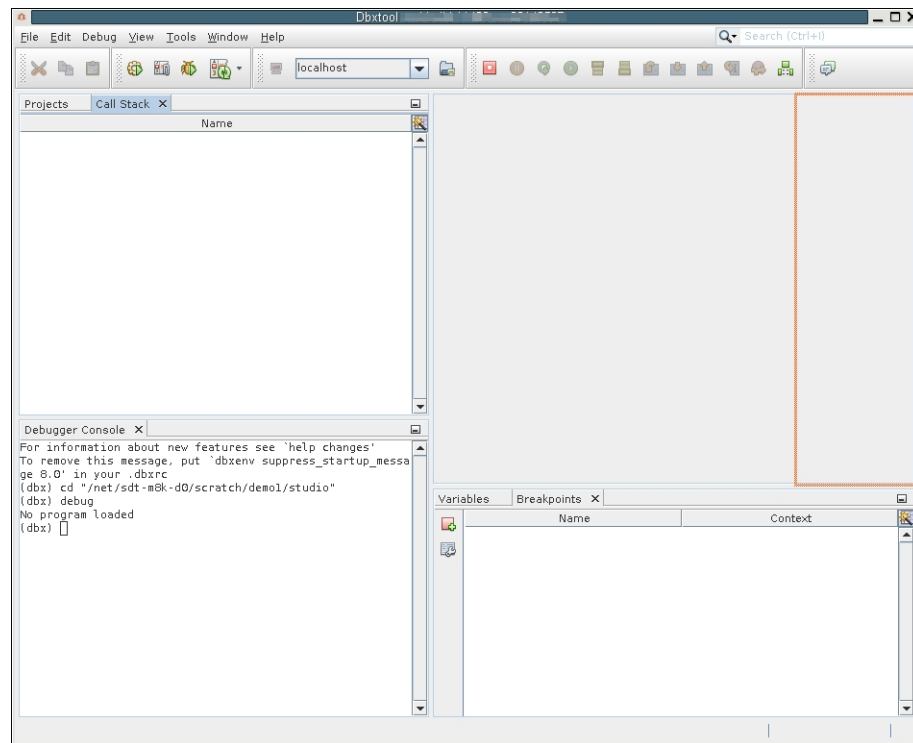 Dbxtool
File Edit Debug View Tools Window Help
Search (Ctrl+I)
localhost
Projects Call Stack
Name
Debugger Console
For information about new features see `help changes'
To remove this message, put `dbxenv suppress_startup_messa
ge 8.0' in your .dbxrc
(dbx) cd "/net/sdt-m8k-d0/scratch/demo1/studio"
(dbx) debug
No program loaded
(dbx)
Variables Breakpoints
Name Context